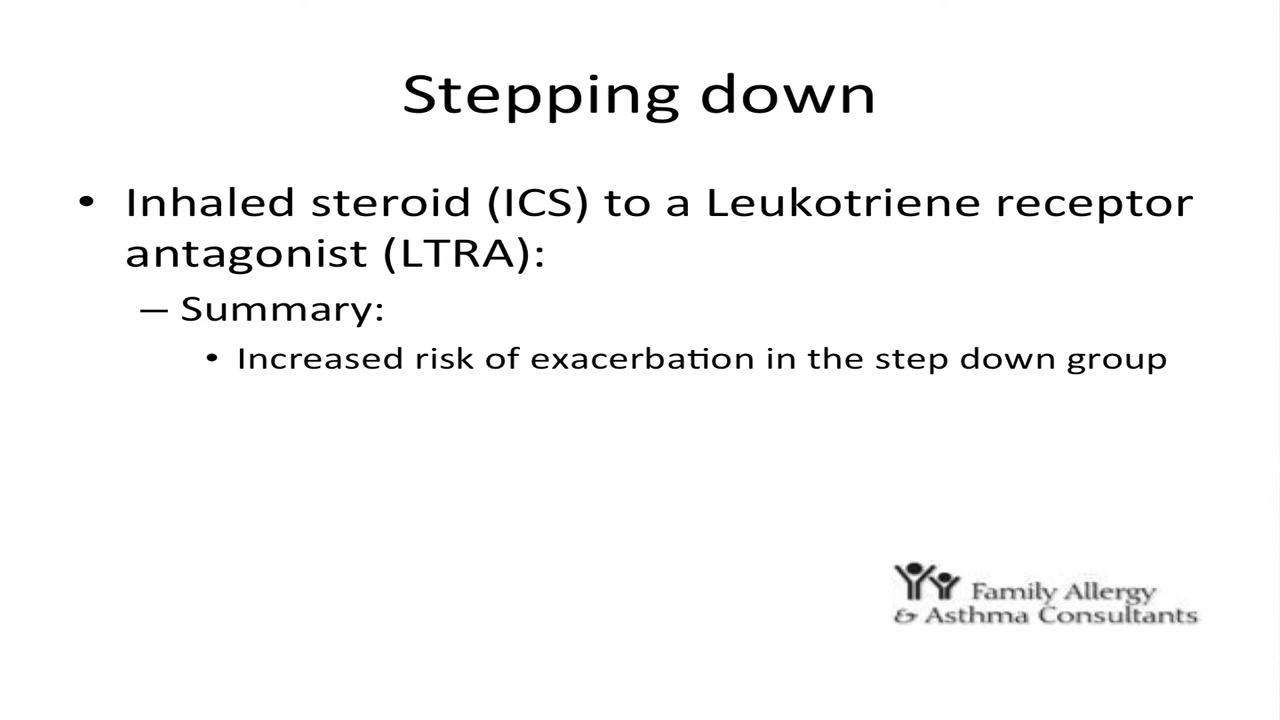 Stepping down
• Inhaled steroid (ICS) to a Leukotriene receptor
antagonist (LTRA):
– Summary:
• Increased risk of exacerbation in the step down group
Family Allergy
& Asthma Consultants